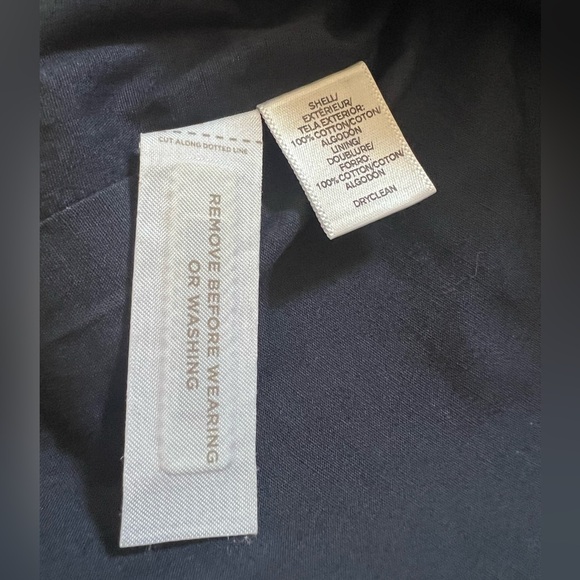 CUT ALONG DOTTED LINE
REMOVE BEFORE WEARING
OR WASHING
SHELL/
EXTERIEUR/
TELA EXTERIOR:
100% COTTON/COTON/
ALGODÓN
LINING/
DOUBLURE/
FORRO:
100% COTTON/COTON/
ALGODÓN
DRYCLEAN